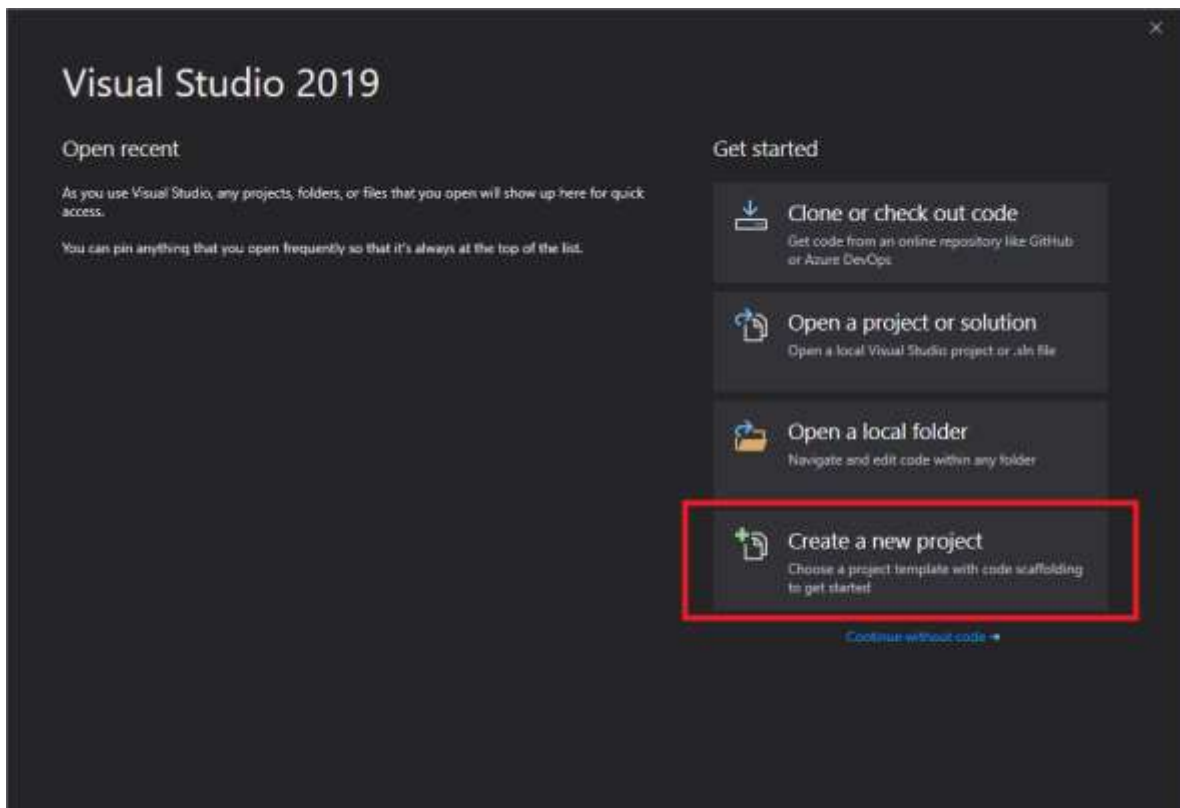 Visual Studio 2019
Open recent
As you use Visual Studio, any projects, folders, or files that you open will show up here for quick
access.
You can pin anything that you open frequently so that it's always at the top of the list.
Get started
Clone or check out code
Get code from an online repository like GitHub
or Azure DevOps
Open a project or solution
Open a local Visual Studio project or .sln file
Open a local folder
Navigate and edit code within any folder
Create a new project
Choose a project template with code scaffolding
to get started
Continue without code →